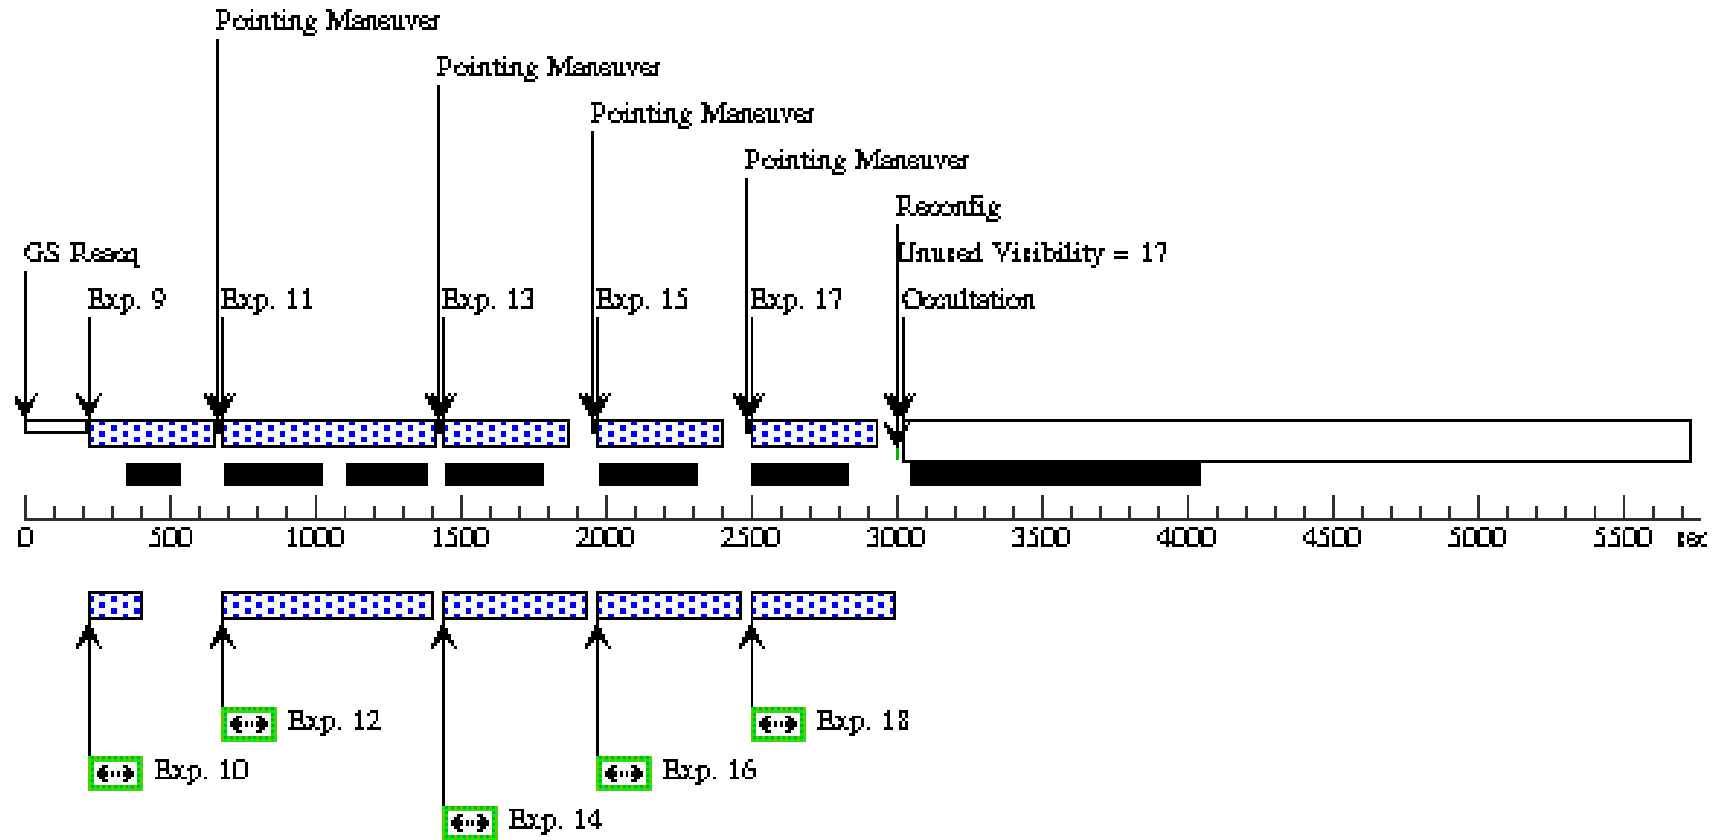 Pointing Maneuver
Pointing Maneuver
Pointing Maneuver
Pointing Maneuver
Reconfig
GS Reacq
Unused Visibility = 17
Exp. 9
Exp. 11
Exp. 13
Exp. 15
Exp. 17
Occultation
0 500 1000 1500 2000 2500 3000 3500 4000 4500 5000 5500 sec
Exp. 12
Exp. 18
Exp. 10
Exp. 16
Exp. 14